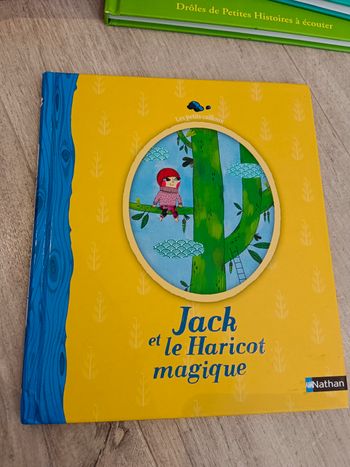 Drôles de Petites Histoires à écouter
Les petits cailloux
Jack
et le Haricot
magique
Nathan